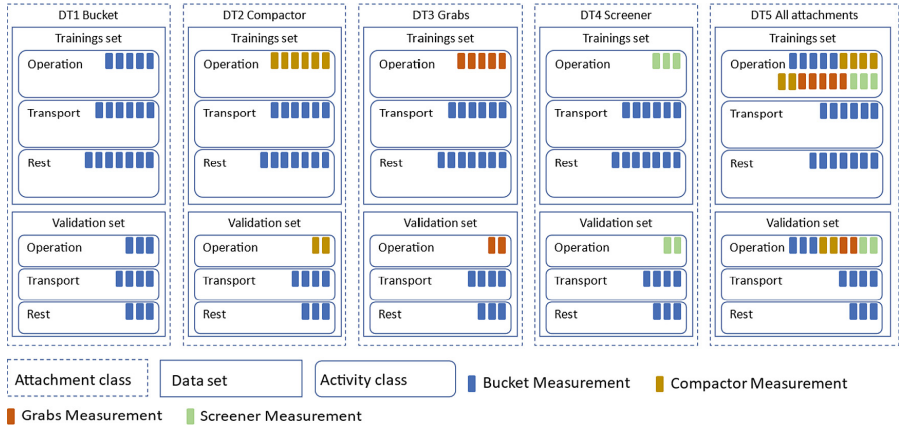 DT1 Bucket
Trainings set
Operation
Transport
Rest
Validation set
Operation
Transport
Rest
DT2 Compactor
Trainings set
Operation
Transport
Rest
Validation set
Operation
Transport
Rest
DT3 Grabs
Trainings set
Operation
Transport
Rest
Validation set
Operation
Transport
Rest
DT4 Screener
Trainings set
Operation
Transport
Rest
Validation set
Operation
Transport
Rest
DT5 All attachments
Trainings set
Operation
Transport
Rest
Validation set
Operation
Transport
Rest
Attachment class
Data set
Activity class
Bucket Measurement
Compactor Measurement
Grabs Measurement
Screener Measurement